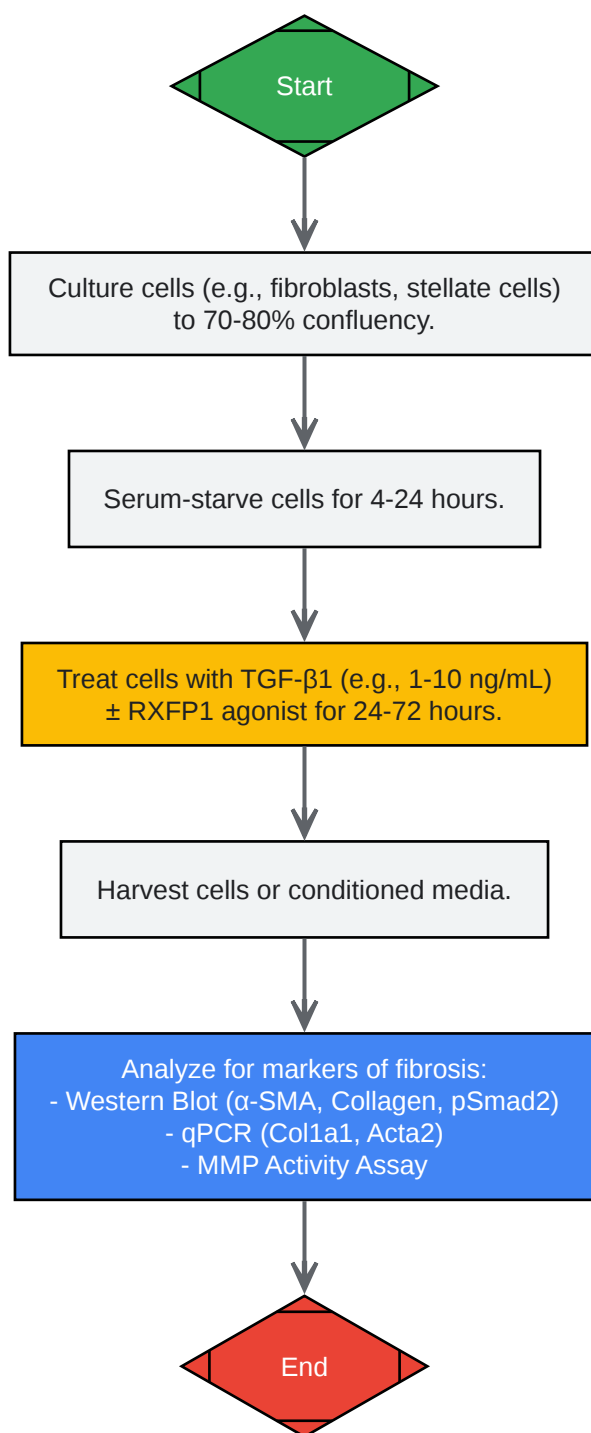 Start
Culture cells (e.g., fibroblasts, stellate cells)
to 70-80% confluency.
Serum-starve cells for 4-24 hours.
Treat cells with TGF-β1 (e.g., 1-10 ng/mL)
± RXFP1 agonist for 24-72 hours.
Harvest cells or conditioned media.
Analyze for markers of fibrosis:
- Western Blot (α-SMA, Collagen, pSmad2)
- qPCR (Col1a1, Acta2)
- MMP Activity Assay
End